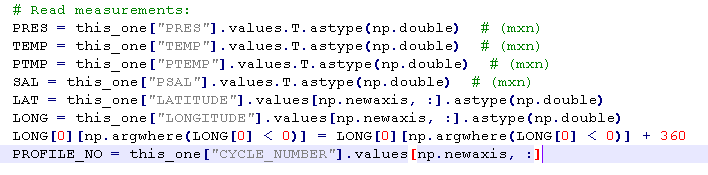 # Read measurements:
PRES = this_one["PRES"].values.T.astype(np.double)  # (mxn)
TEMP = this_one["TEMP"].values.T.astype(np.double)  # (mxn)
PTMP = this_one["PTEMP"].values.T.astype(np.double)  # (mxn)
SAL = this_one["PSAL"].values.T.astype(np.double)  # (mxn)
LAT = this_one["LATITUDE"].values[np.newaxis, :].astype(np.double)
LONG = this_one["LONGITUDE"].values[np.newaxis, :].astype(np.double)
LONG[0][np.argwhere(LONG[0] < 0)] = LONG[0][np.argwhere(LONG[0] < 0)] + 360
PROFILE_NO = this_one["CYCLE_NUMBER"].values[np.newaxis, :]